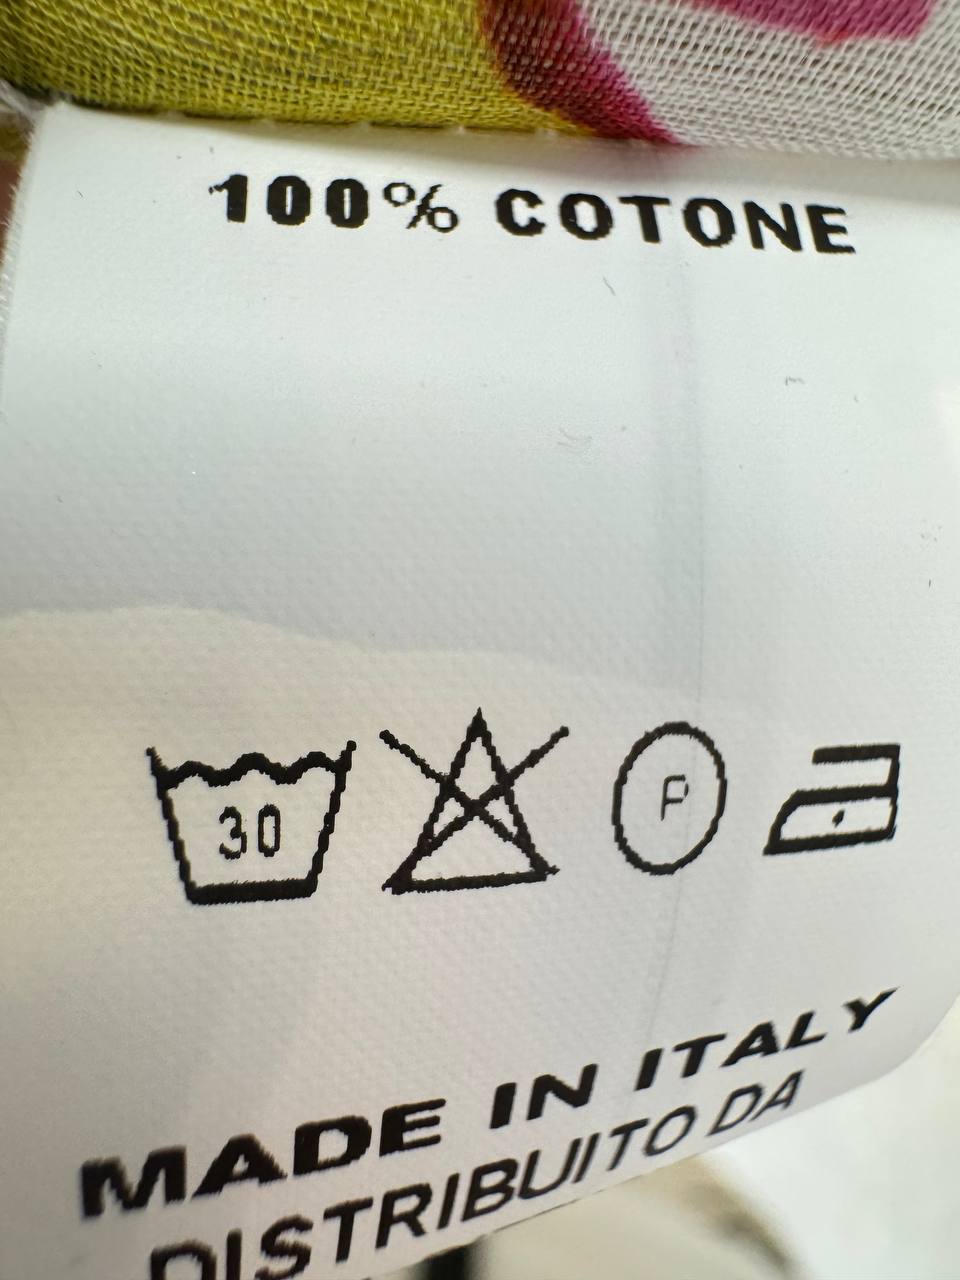 100% COTONE
30
P
MADE IN ITALY
DISTRIBUITO DA